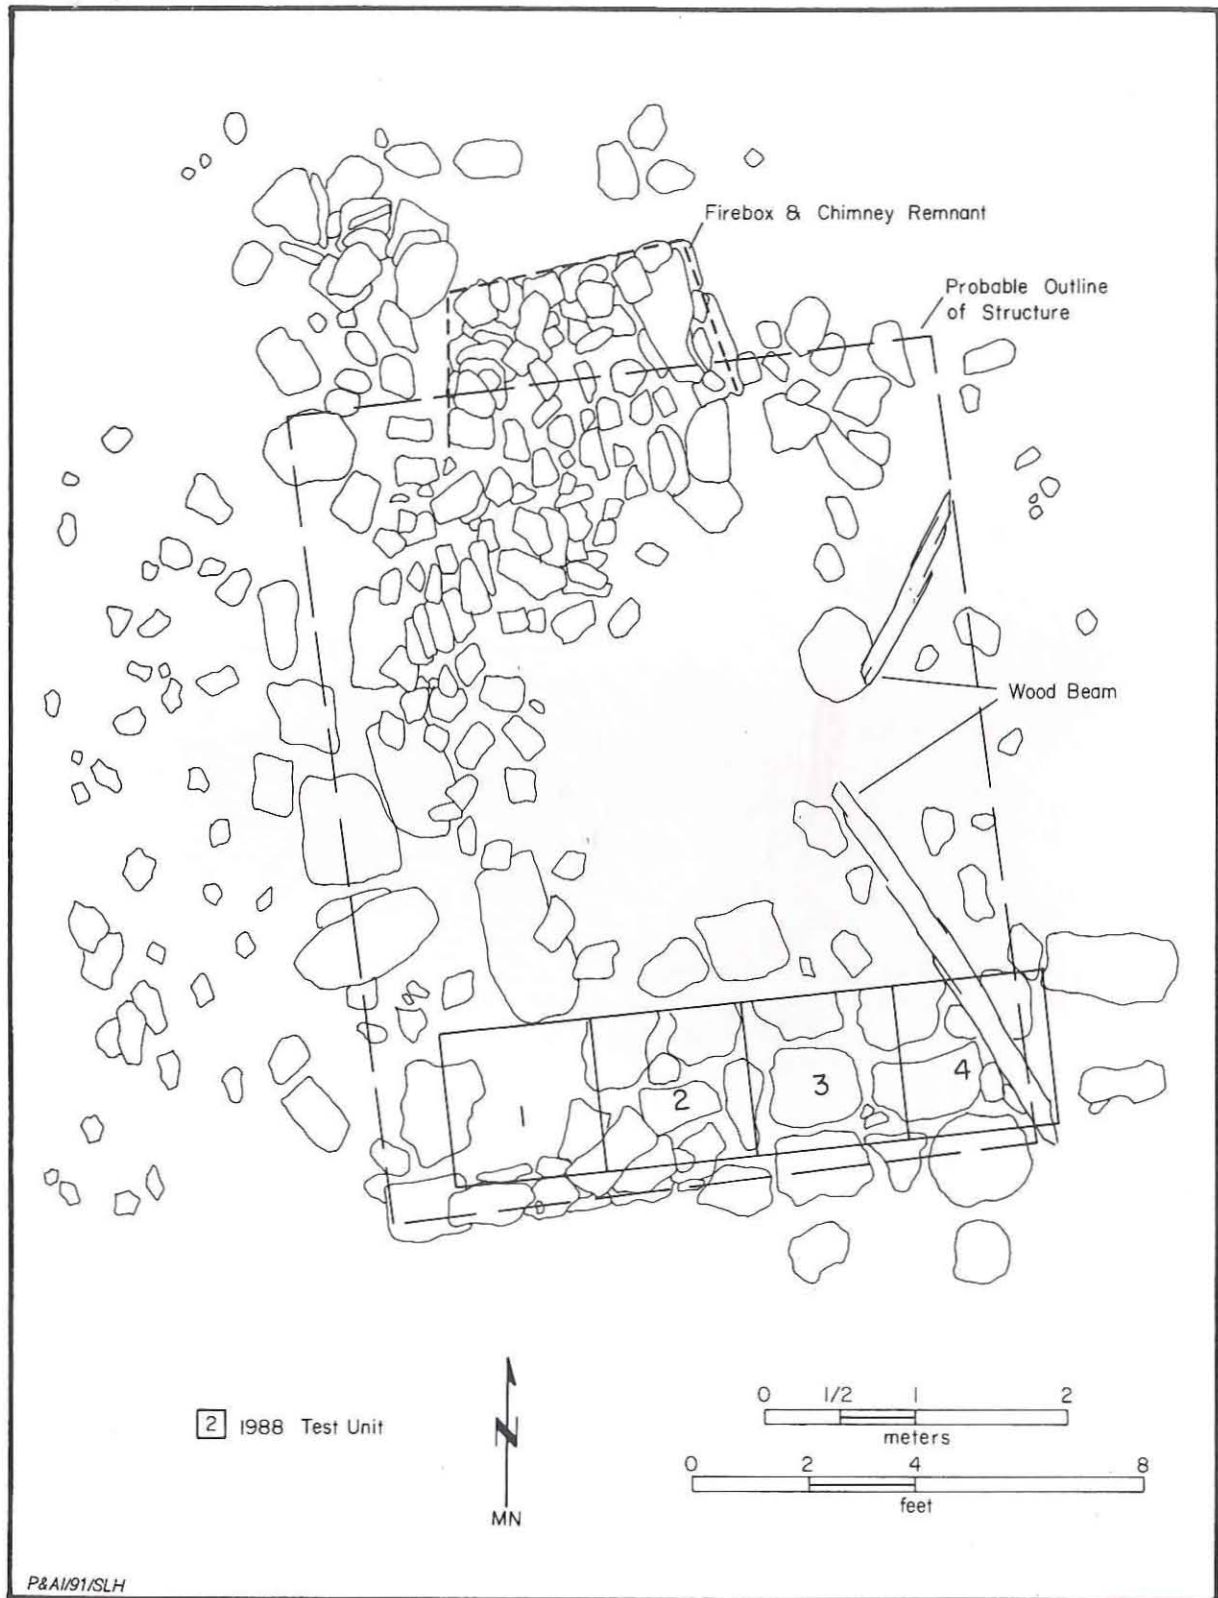 Firebox & Chimney Remnant
Probable Outline
of Structure
Wood Beam
1
2
3
4
2 1988 Test Unit
N
MN
0 1/2 1 2
meters
0 2 4 8
feet
P&AI/91/SLH